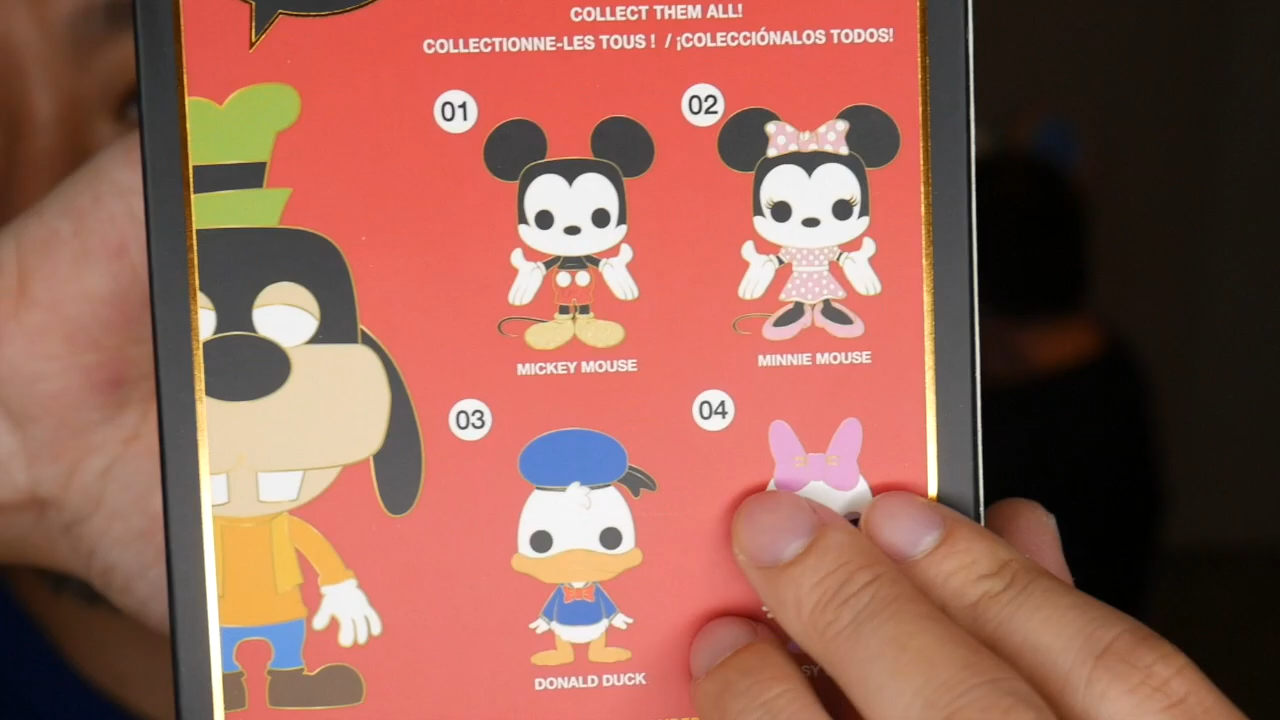 COLLECT THEM ALL!
COLLECTIONNE-LES TOUS ! / ¡COLECCIÓNALOS TODOS!
01
02
MICKEY MOUSE
MINNIE MOUSE
03
04
DONALD DUCK